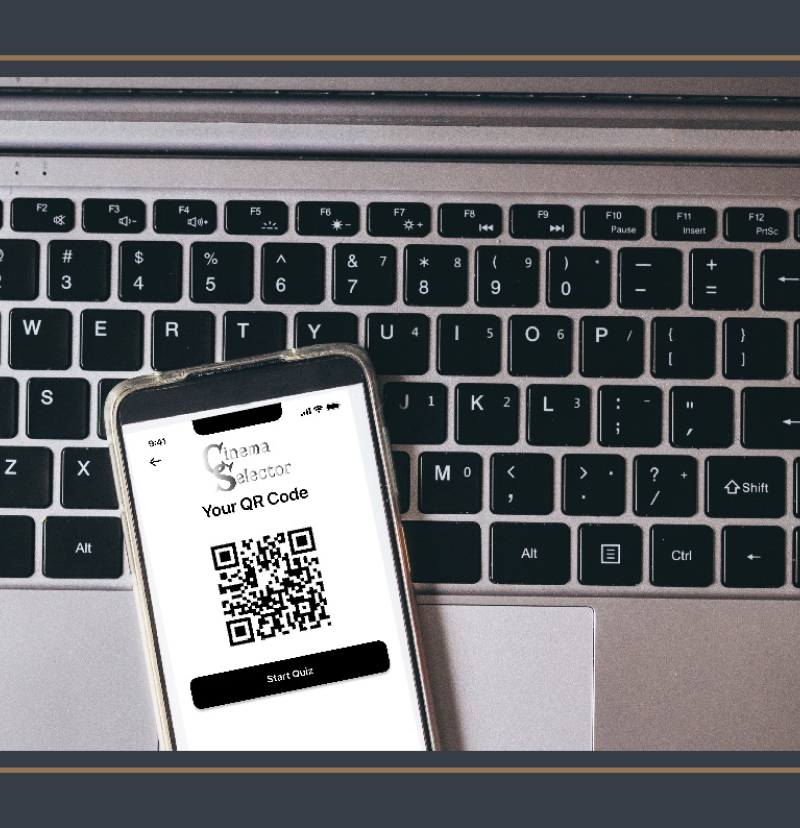 F2
F3
F4
F5
F6
F7
F8
F9
F10
Pause
F11
Insert
F12
PrtSc
#
3
$
4
%
5
^
6
& 7
7
* 8
8
( 9
9
) *
0
—
-
+
=
W
E
R
T
Y
U 4
I 5
O 6
P /
{
[
}
]
S
J 1
K 2
L 3
: -
;
"
,
Z
X
M 0
<
,
> .
.
? +
/
Shift
Alt
Alt
Ctrl
9:41
Cinema
Selector
Your QR Code
Start Quiz